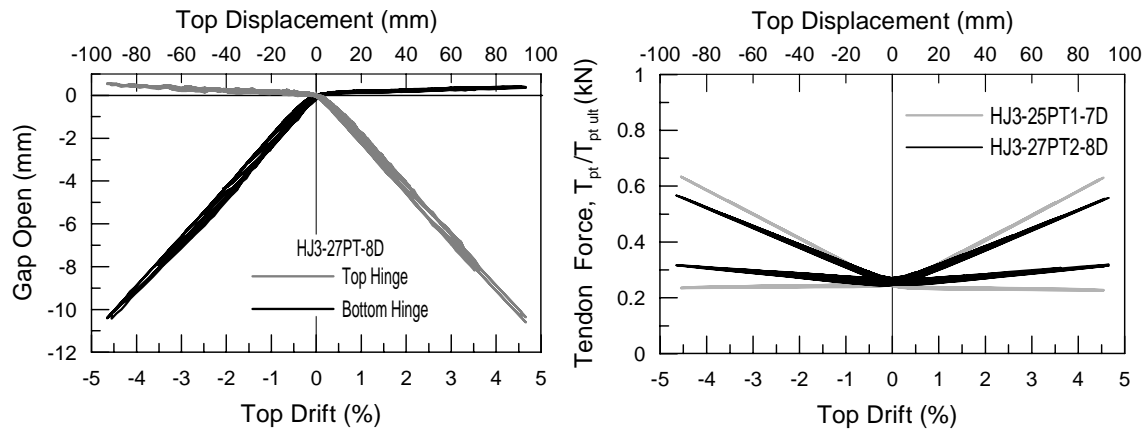 Top Displacement (mm)
-100 -80 -60 -40 -20 0 20 40 60 80 100
Gap Open (mm)
0
-2
-4
-6
-8
-10
-12
HJ3-27PT-8D
Top Hinge
Bottom Hinge
-5 -4 -3 -2 -1 0 1 2 3 4 5
Top Drift (%)
Top Displacement (mm)
-100 -80 -60 -40 -20 0 20 40 60 80 100
Tendon Force, Tpt/Tpt ult (kN)
1
0.8
0.6
0.4
0.2
0
HJ3-25PT1-7D
HJ3-27PT2-8D
-5 -4 -3 -2 -1 0 1 2 3 4 5
Top Drift (%)